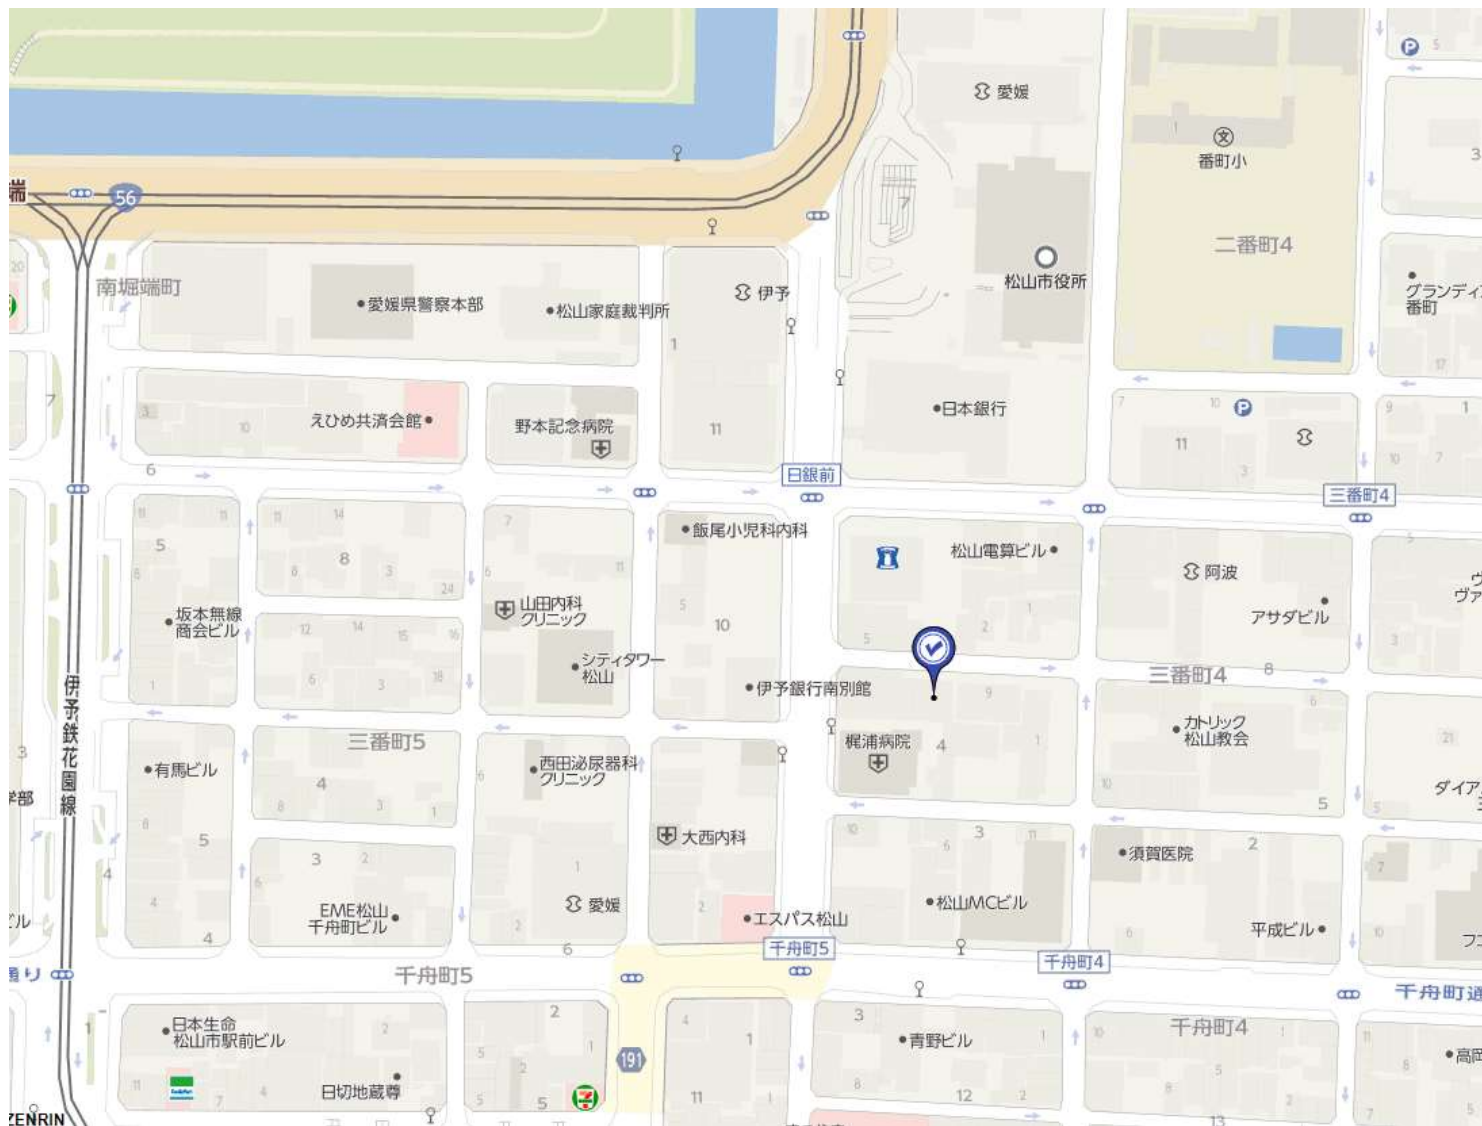 愛媛
番町小
二番町4
松山市役所
グランディ
番町
56
南堀端町
愛媛県警察本部
松山家庭裁判所
伊予
えひめ共済会館
野本記念病院
日本銀行
日銀前
三番町4
飯尾小児科内科
松山電算ビル
阿波
アサダビル
坂本無線
商会ビル
山田内科
クリニック
シティタワー
松山
伊予銀行南別館
三番町4
カトリック
松山教会
伊予鉄花園線
三番町5
有馬ビル
西田泌尿器科
クリニック
梶浦病院
大西内科
須賀医院
EME松山
千舟町ビル
愛媛
エスパス松山
松山MCビル
平成ビル
千舟町5
千舟町4
千舟町5
千舟町通
日本生命
松山市駅前ビル
日切地蔵尊
191
青野ビル
千舟町4
高岡
FamilyMart
ZENRIN